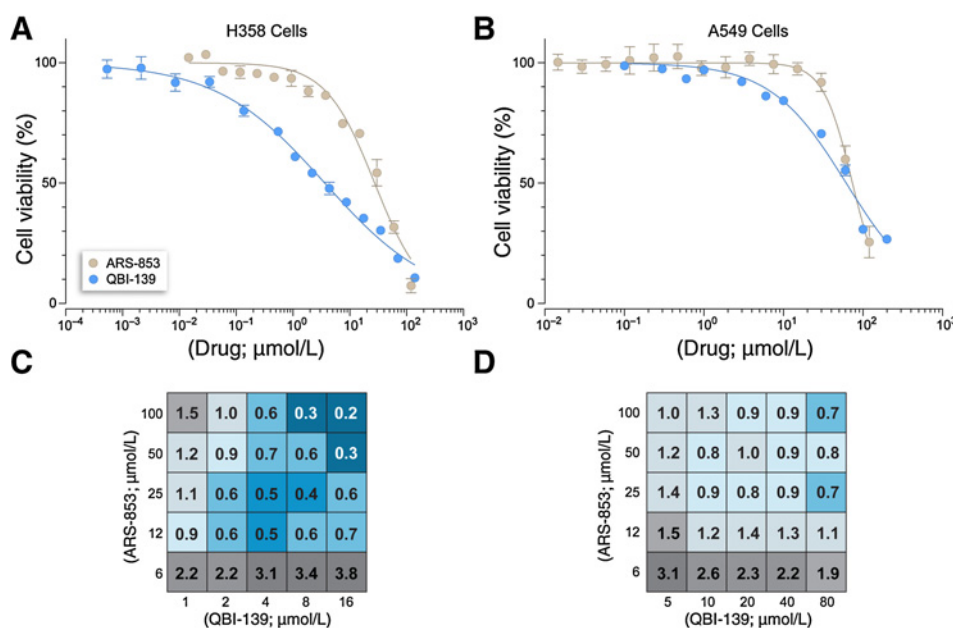 A
H358 Cells
Cell viability (%)
100
50
0
ARS-853
QBI-139
10⁻⁴ 10⁻³ 10⁻² 10⁻¹ 10⁰ 10¹ 10² 10³
(Drug; µmol/L)
B
A549 Cells
Cell viability (%)
100
50
0
10⁻² 10⁻¹ 10⁰ 10¹ 10² 10³
(Drug; µmol/L)
C
(ARS-853; µmol/L)
100 1.5 1.0 0.6 0.3 0.2
50 1.2 0.9 0.7 0.6 0.3
25 1.1 0.6 0.5 0.4 0.6
12 0.9 0.6 0.5 0.6 0.7
6 2.2 2.2 3.1 3.4 3.8
1 2 4 8 16
(QBI-139; µmol/L)
D
(ARS-853; µmol/L)
100 1.0 1.3 0.9 0.9 0.7
50 1.2 0.8 1.0 0.9 0.8
25 1.4 0.9 0.8 0.9 0.7
12 1.5 1.2 1.4 1.3 1.1
6 3.1 2.6 2.3 2.2 1.9
5 10 20 40 80
(QBI-139; µmol/L)